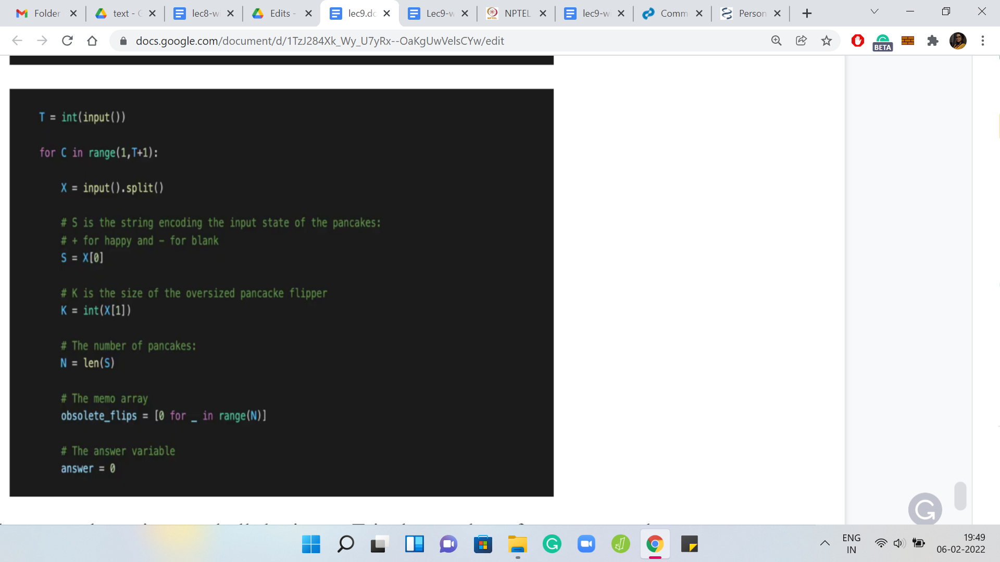 Folder
text - G
lec8-w
Edits -
lec9.dc
Lec9-w
NPTEL
lec9-w
Comm
Person
docs.google.com/document/d/1TzJ284Xk_Wy_U7yRx--OaKgUwVelsCYw/edit
BETA
T = int(input())
for C in range(1,T+1):
X = input().split()
# S is the string encoding the input state of the pancakes:
# + for happy and - for blank
S = X[0]
# K is the size of the oversized pancacke flipper
K = int(X[1])
# The number of pancakes:
N = len(S)
# The memo array
obsolete_flips = [0 for _ in range(N)]
# The answer variable
answer = 0
ENG
IN
19:49
06-02-2022